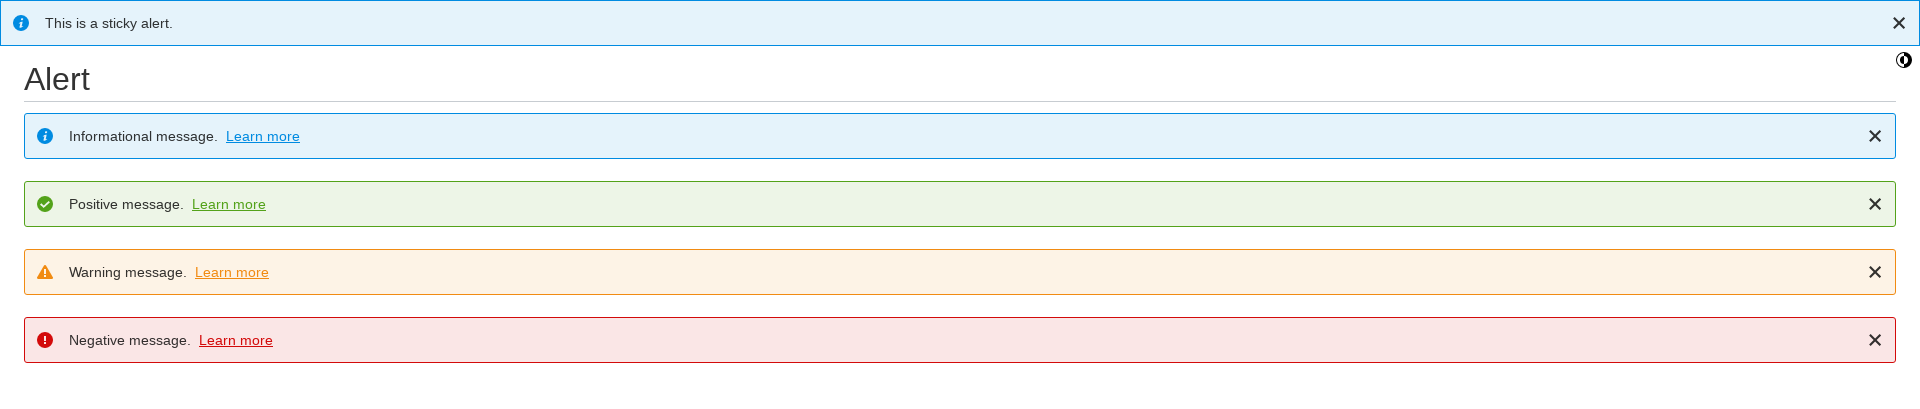 This is a sticky alert.
Alert
Informational message. Learn more
Positive message. Learn more
Warning message. Learn more
Negative message. Learn more